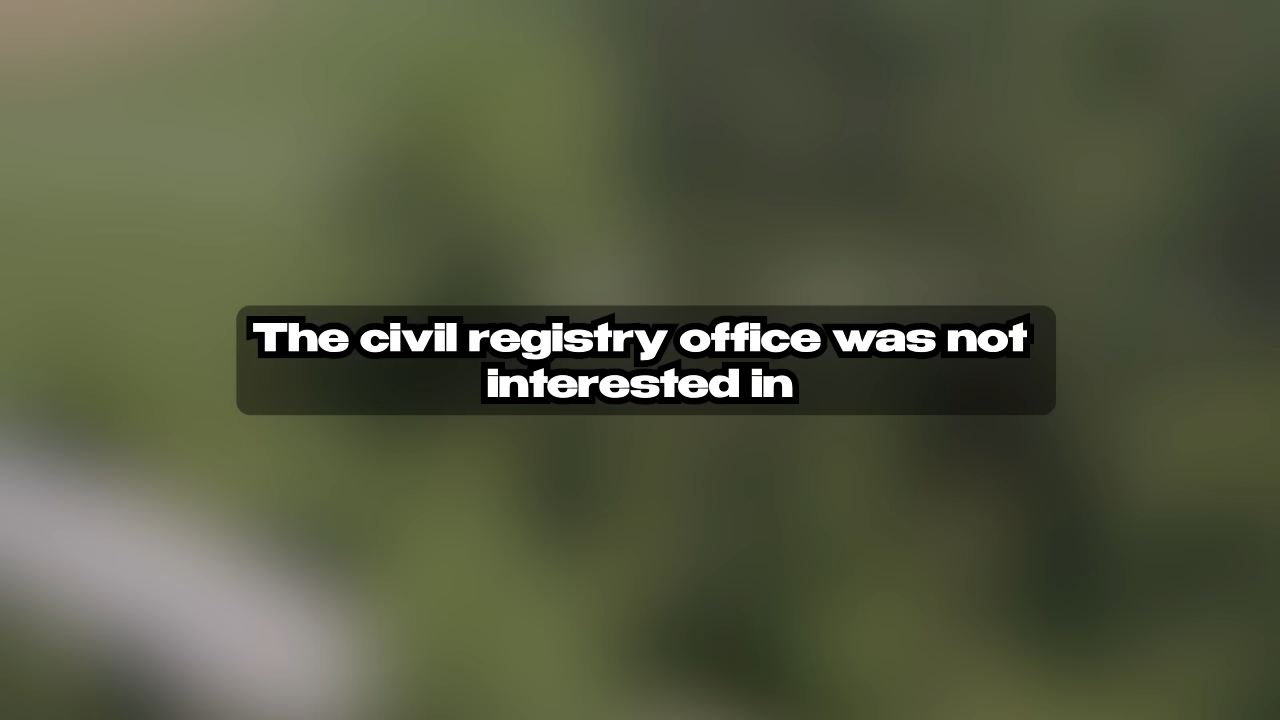 The civil registry office was not
interested in